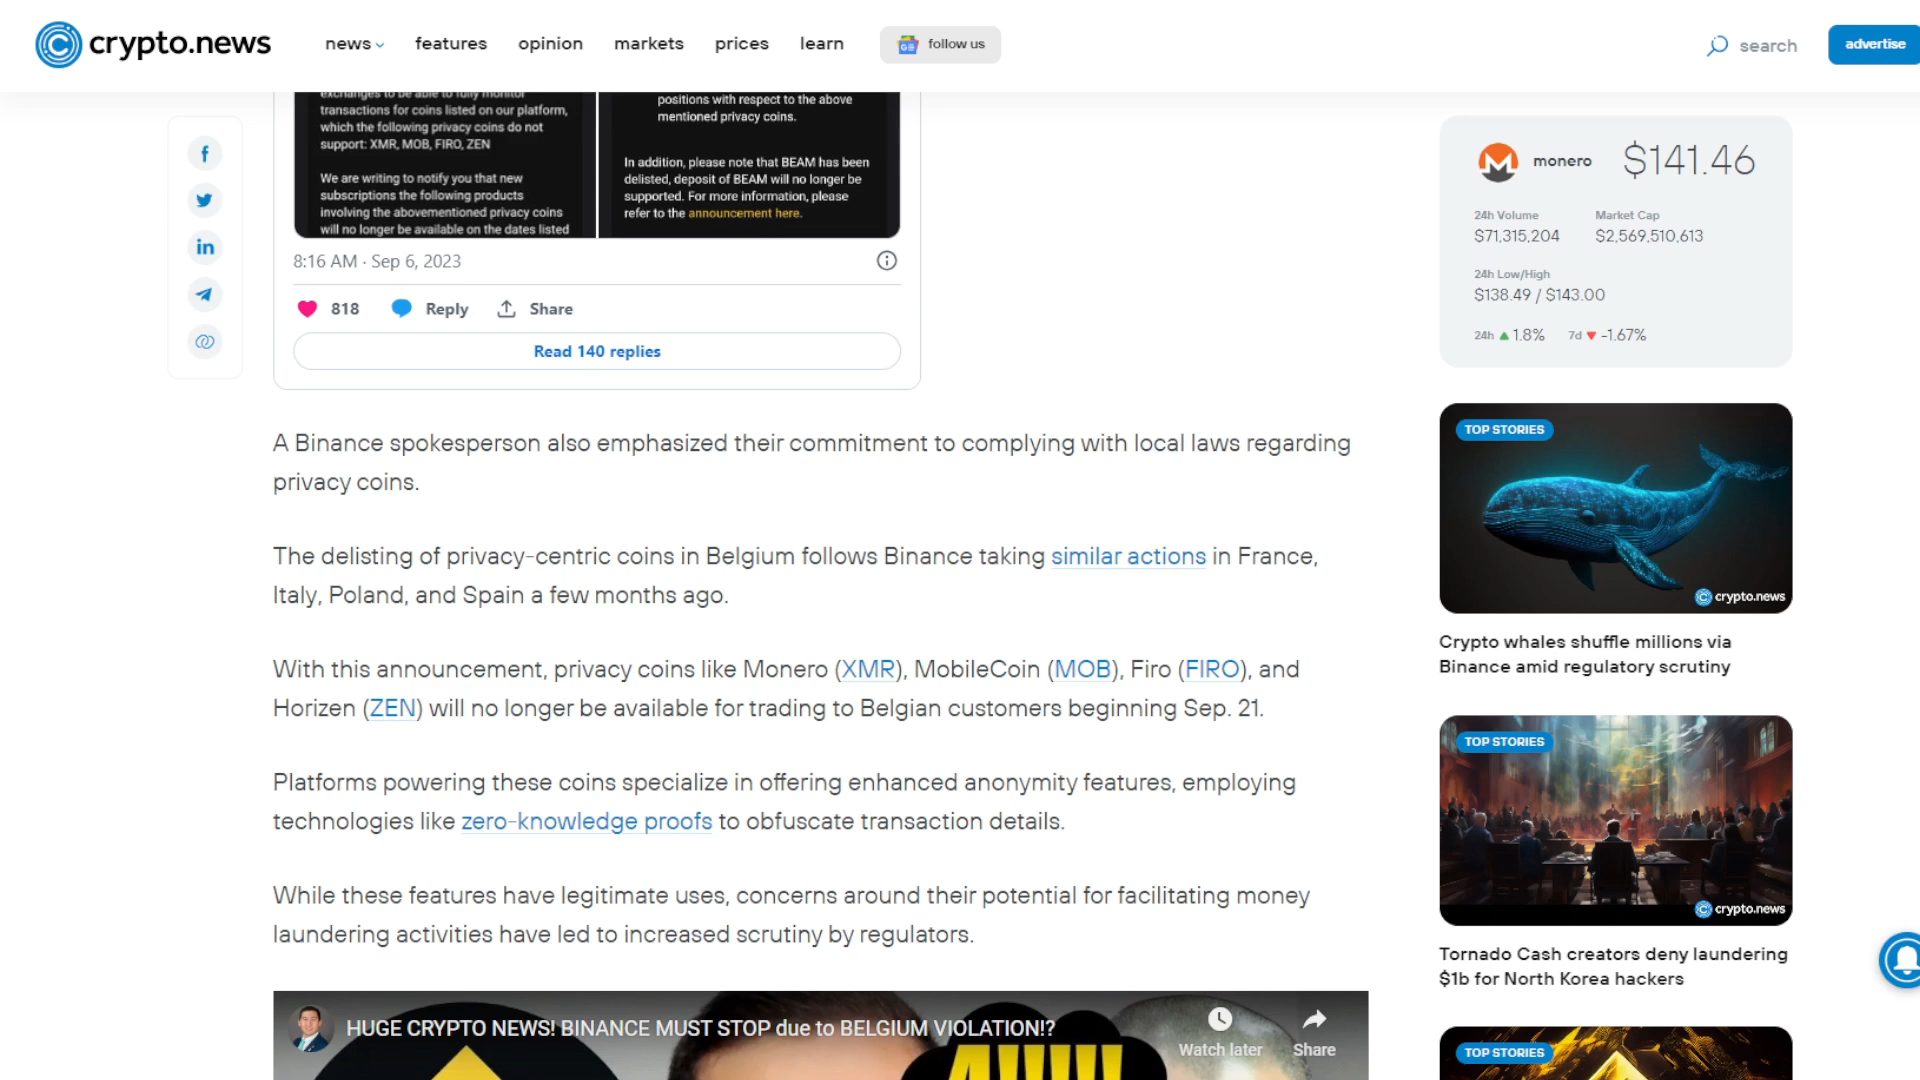 crypto.news
news
features
opinion
markets
prices
learn
follow us
search
advertise
exchanges to be able to fully monitor
transactions for coins listed on our platform,
which the following privacy coins do not
support: XMR, MOB, FIRO, ZEN
We are writing to notify you that new
subscriptions the following products
involving the abovementioned privacy coins
will no longer be available on the dates listed
positions with respect to the above
mentioned privacy coins.
In addition, please note that BEAM has been
delisted, deposit of BEAM will no longer be
supported. For more information, please
refer to the announcement here.
8:16 AM · Sep 6, 2023
818
Reply
Share
Read 140 replies
A Binance spokesperson also emphasized their commitment to complying with local laws regarding
privacy coins.
The delisting of privacy-centric coins in Belgium follows Binance taking similar actions in France,
Italy, Poland, and Spain a few months ago.
With this announcement, privacy coins like Monero (XMR), MobileCoin (MOB), Firo (FIRO), and
Horizen (ZEN) will no longer be available for trading to Belgian customers beginning Sep. 21.
Platforms powering these coins specialize in offering enhanced anonymity features, employing
technologies like zero-knowledge proofs to obfuscate transaction details.
While these features have legitimate uses, concerns around their potential for facilitating money
laundering activities have led to increased scrutiny by regulators.
HUGE CRYPTO NEWS! BINANCE MUST STOP due to BELGIUM VIOLATION!?
Watch later
Share
monero $141.46
24h Volume Market Cap
$71,315,204 $2,569,510,613
24h Low/High
$138.49 / $143.00
24h 1.8% 7d -1.67%
TOP STORIES
crypto.news
Crypto whales shuffle millions via
Binance amid regulatory scrutiny
TOP STORIES
crypto.news
Tornado Cash creators deny laundering
$1b for North Korea hackers
TOP STORIES